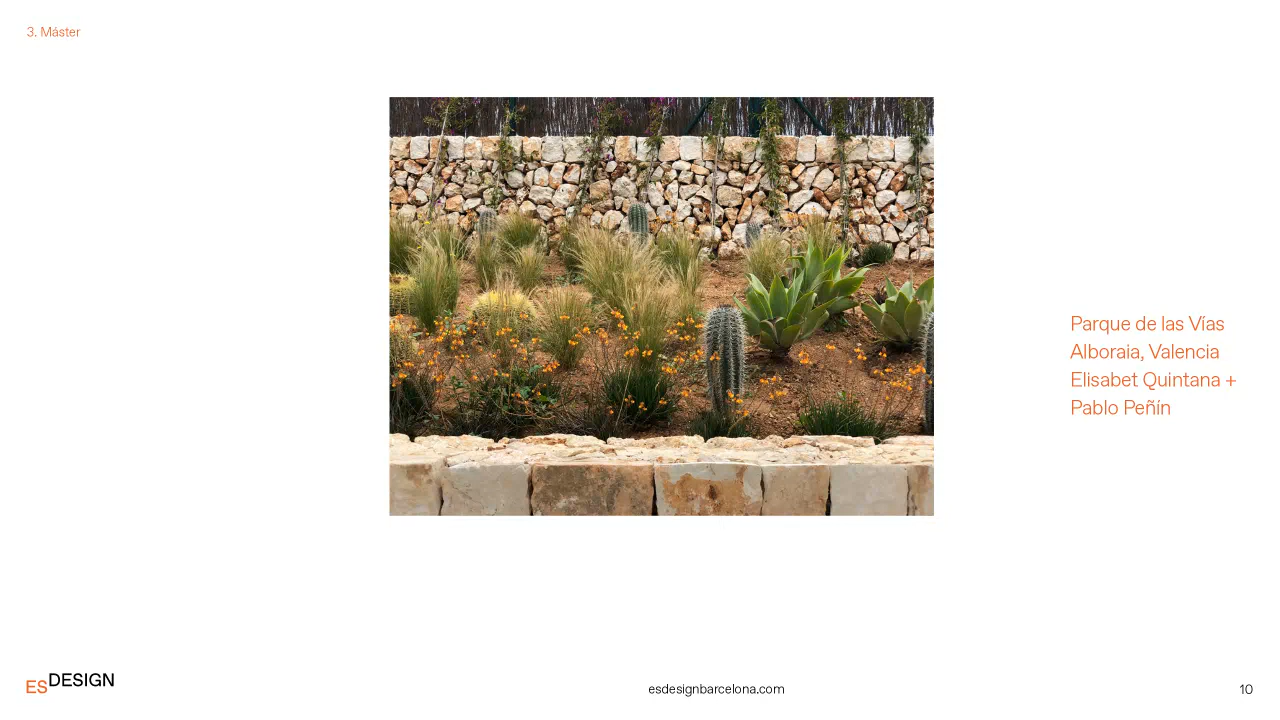 3. Máster
Parque de las Vías
Alboraia, Valencia
Elisabet Quintana +
Pablo Peñín
ESDESIGN
esdesignbarcelona.com
10